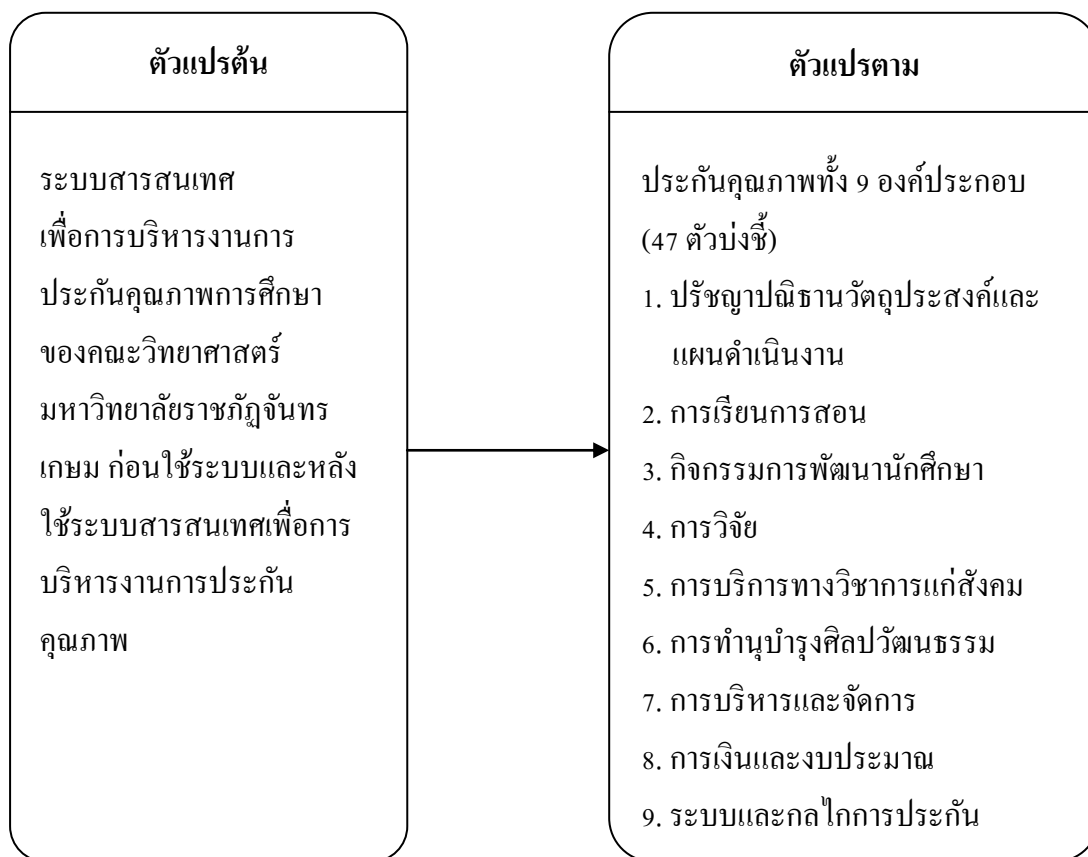 ตัวแปรต้น
ระบบสารสนเทศ
เพื่อการบริหารงานการ
ประกันคุณภาพการศึกษา
ของคณะวิทยาศาสตร์
มหาวิทยาลัยราชภัฏจันทร
เกษม ก่อนใช้ระบบและหลัง
ใช้ระบบสารสนเทศเพื่อการ
บริหารงานการประกัน
คุณภาพ
ตัวแปรตาม
ประกันคุณภาพทั้ง 9 องค์ประกอบ
(47 ตัวบ่งชี้)
1. ปรัชญาปณิธานวัตถุประสงค์และ
แผนดำเนินงาน
2. การเรียนการสอน
3. กิจกรรมการพัฒนานักศึกษา
4. การวิจัย
5. การบริการทางวิชาการแก่สังคม
6. การทำนุบำรุงศิลปวัฒนธรรม
7. การบริหารและจัดการ
8. การเงินและงบประมาณ
9. ระบบและกลไกการประกัน